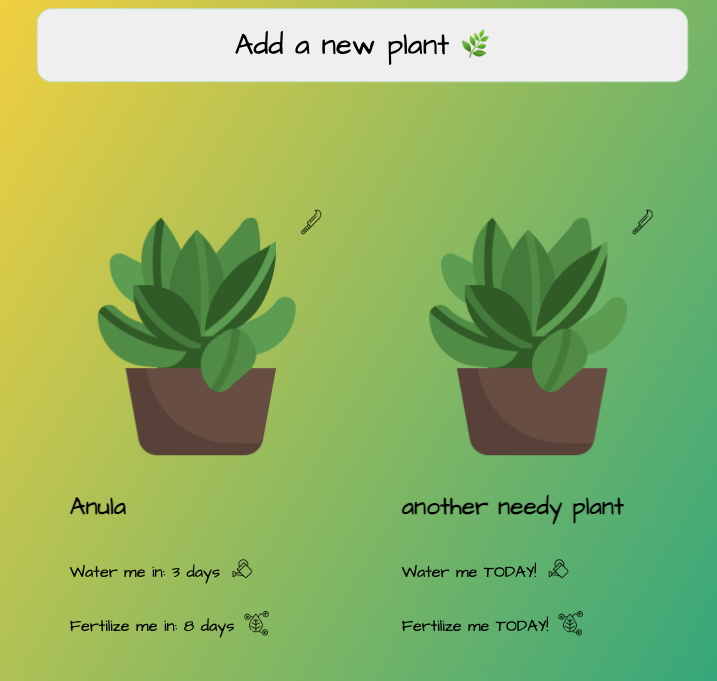 Add a new plant 🌿
Anula
another needy plant
Water me in: 3 days
Water me TODAY!
Fertilize me in: 8 days
Fertilize me TODAY!